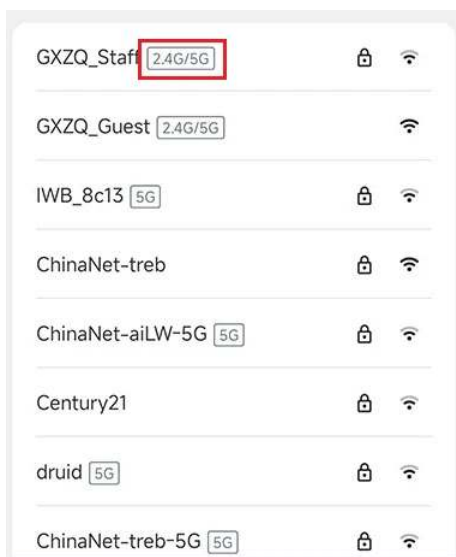 GXZQ_Staff 2.4G/5G
GXZQ_Guest 2.4G/5G
IWB_8c13 5G
ChinaNet-treb
ChinaNet-aiLW-5G 5G
Century21
druid 5G
ChinaNet-treb-5G 5G